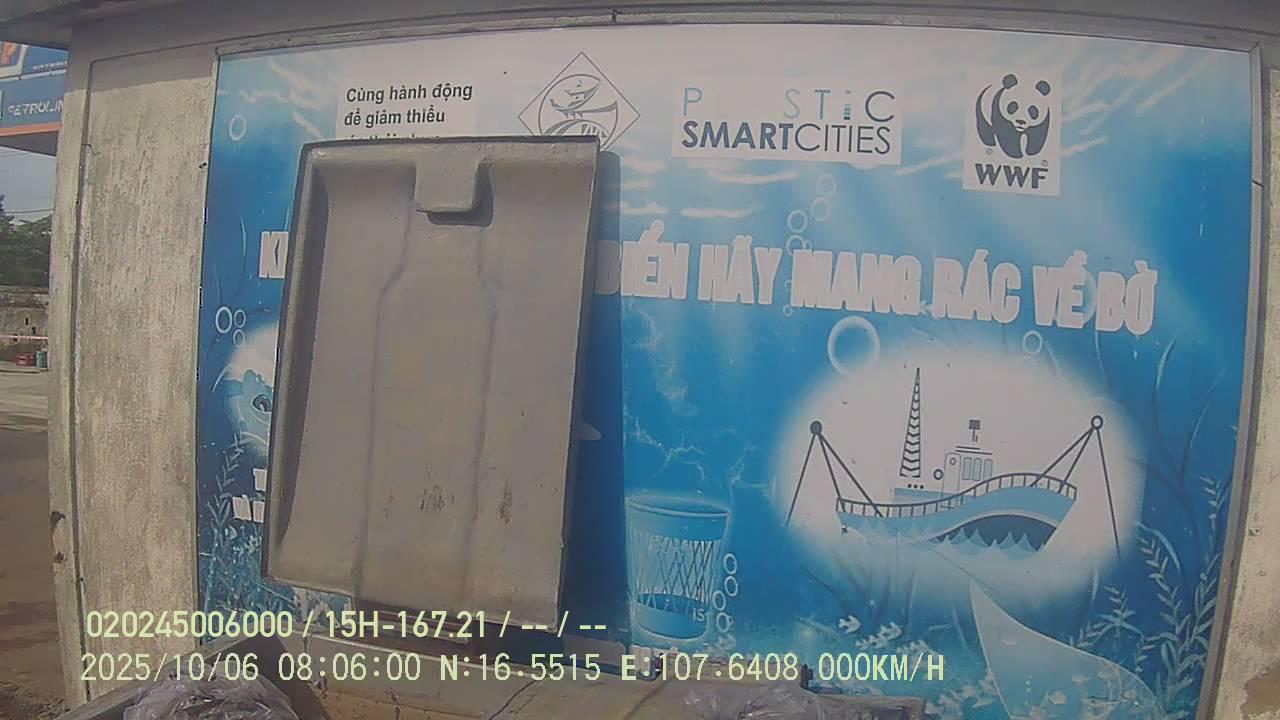 Cùng hành động
để giảm thiểu
P STiC
SMARTCITIES
WWF
BIỂN HÃY MANG RÁC VỀ BỜ
020245006000 / 15H-167.21 / -- / --
2025/10/06 08:06:00 N:16.5515 E:107.6408 000KM/H